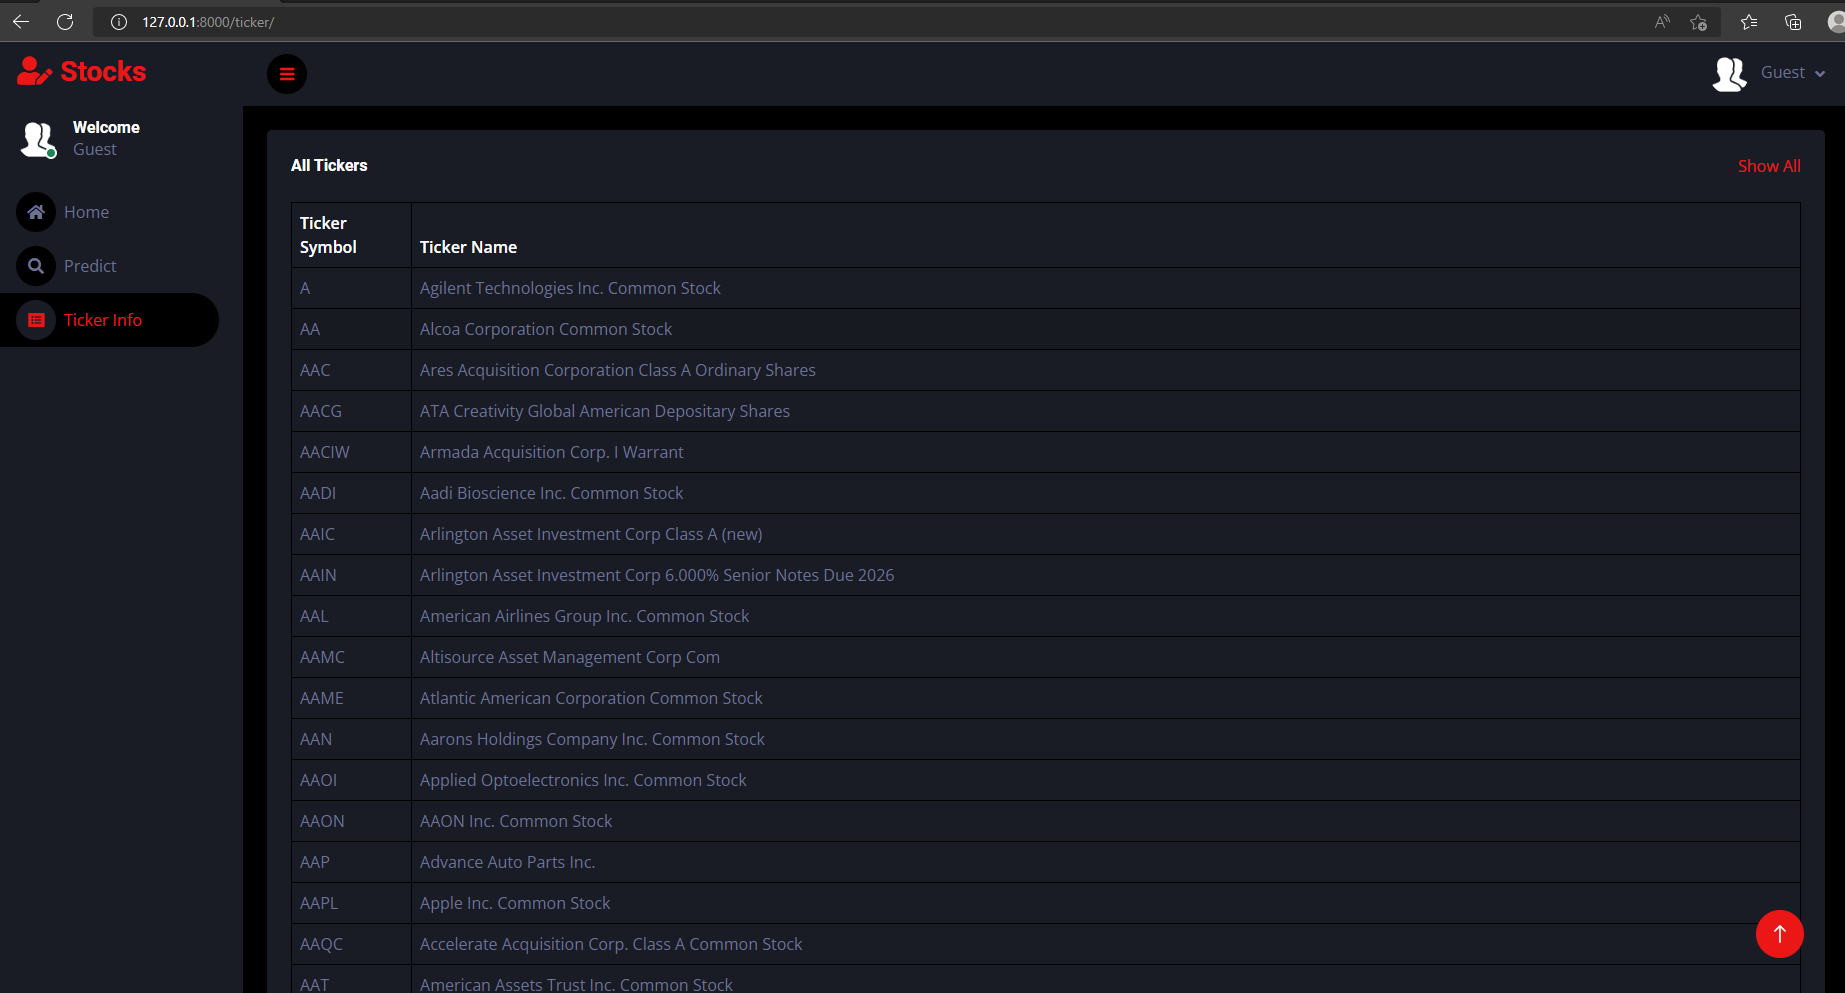 127.0.0.1:8000/ticker/
Stocks
Guest
Welcome
Guest
Home
Predict
Ticker Info
All Tickers
Show All
Ticker Symbol Ticker Name
A Agilent Technologies Inc. Common Stock
AA Alcoa Corporation Common Stock
AAC Ares Acquisition Corporation Class A Ordinary Shares
AACG ATA Creativity Global American Depositary Shares
AACIW Armada Acquisition Corp. I Warrant
AADI Aadi Bioscience Inc. Common Stock
AAIC Arlington Asset Investment Corp Class A (new)
AAIN Arlington Asset Investment Corp 6.000% Senior Notes Due 2026
AAL American Airlines Group Inc. Common Stock
AAMC Altisource Asset Management Corp Com
AAME Atlantic American Corporation Common Stock
AAN Aarons Holdings Company Inc. Common Stock
AAOI Applied Optoelectronics Inc. Common Stock
AAON AAON Inc. Common Stock
AAP Advance Auto Parts Inc.
AAPL Apple Inc. Common Stock
AAQC Accelerate Acquisition Corp. Class A Common Stock
AAT American Assets Trust Inc. Common Stock